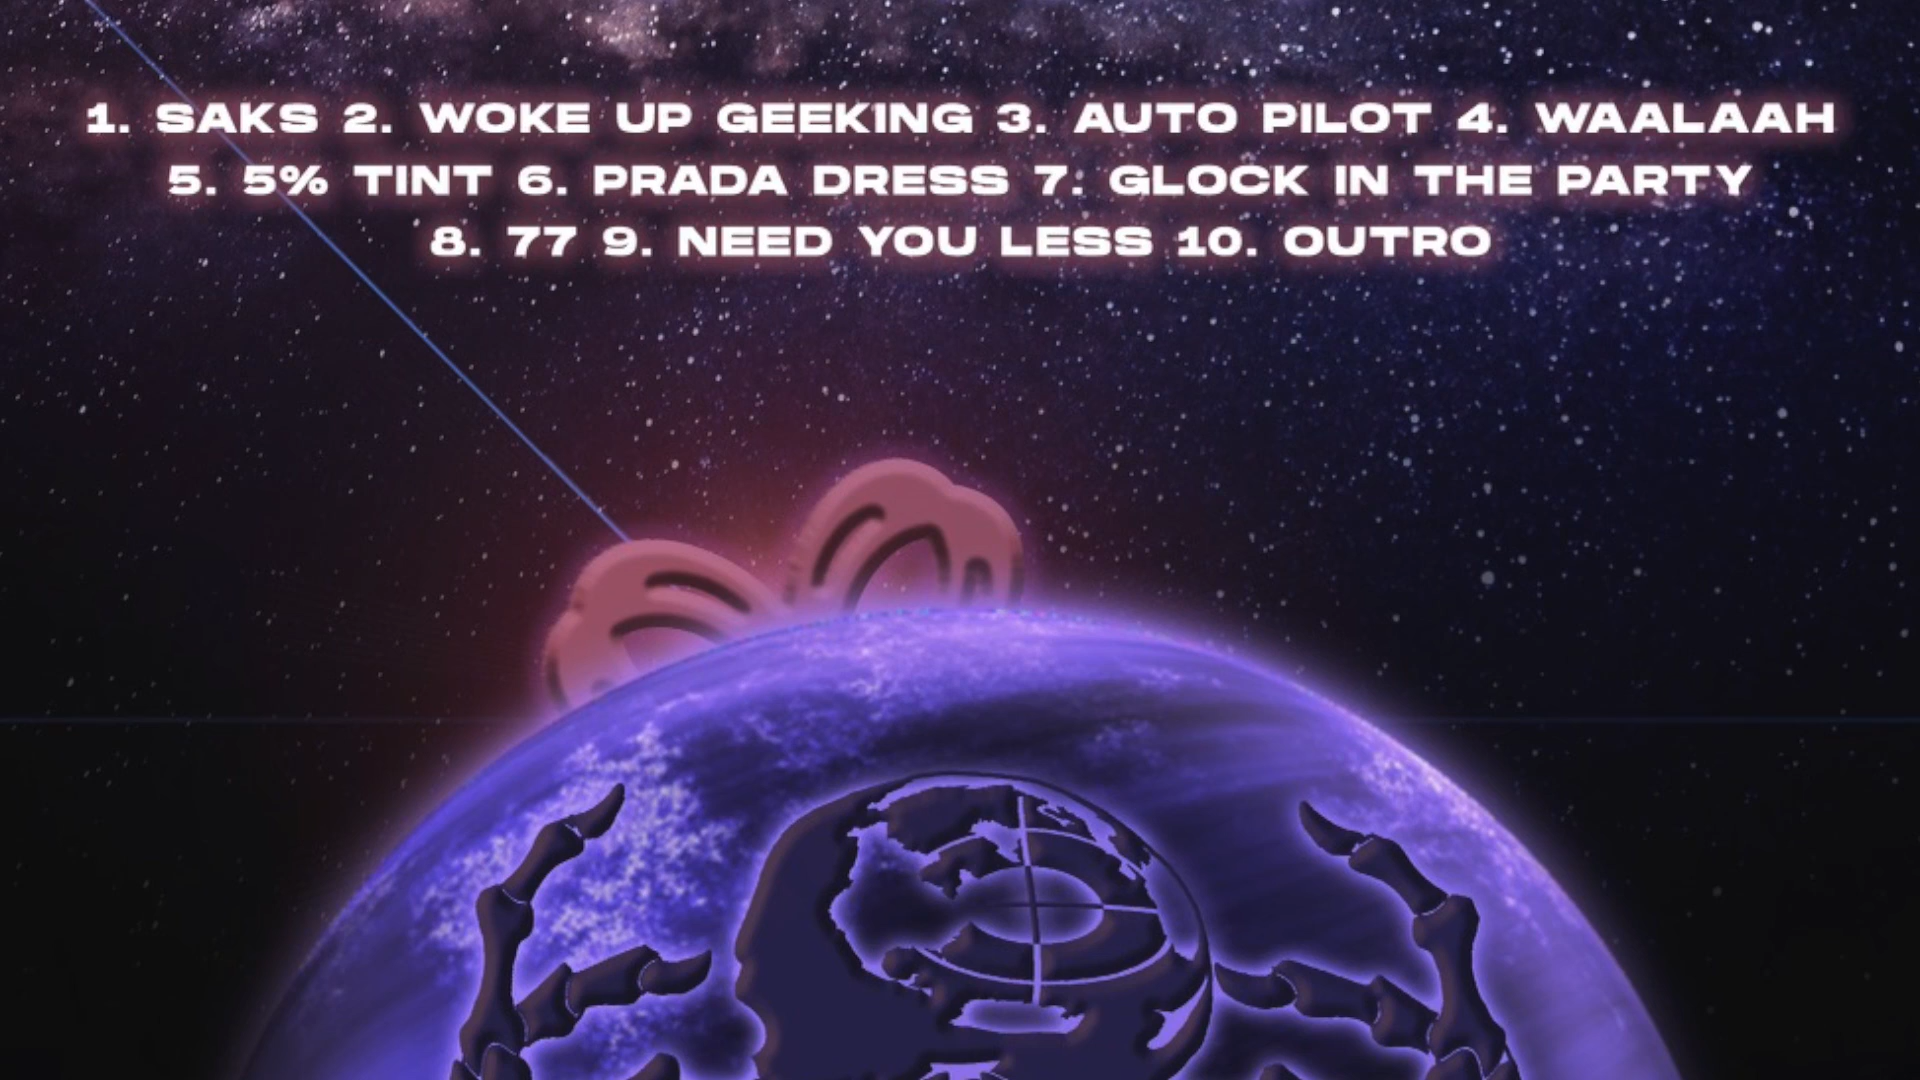 1. SAKS 2. WOKE UP GEEKING 3. AUTO PILOT 4. WAALAAH
5. 5% TINT 6. PRADA DRESS 7. GLOCK IN THE PARTY
8. 77 9. NEED YOU LESS 10. OUTRO